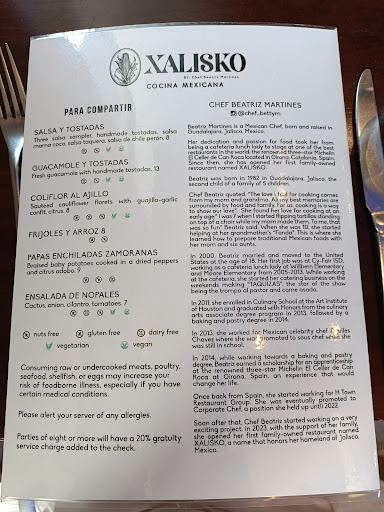 XALISKO
BY: Chef Beatriz Martines
COCINA MEXICANA
PARA COMPARTIR
SALSA Y TOSTADAS
Three salsa sampler, handmade tostadas, salsa
mama coco, salsa taquera, salsa de chile peron, 8
GUACAMOLE Y TOSTADAS
Fresh guacamole with handmade tostadas, 13
COLIFLOR AL AJILLO
Sauteed cauliflower florets with guajilla-garlic
confit, citrus. 8
FRIJOLES Y ARROZ 8
PAPAS ENCHILADAS ZAMORANAS
Braised baby potatoes cooked in a dried peppers
and citrus adobo. 9
ENSALADA DE NOPALES
Cactus, onion, cilantro, tomatoes. 7
nuts free
gluten free
dairy free
vegetarian
vegan
Consuming raw or undercooked meats, poultry,
seafood, shellfish, or eggs may increase your
risk of foodborne illness, especially if you have
certain medical conditions.
Please alert your server of any allergies.
Parties of eight or more will have a 20% gratuity
service charge added to the check.
CHEF BEATRIZ MARTINES
@chef_bettym
Beatriz Martines is a Mexican Chef, born and raised in
Guadalajara, Jalisco, Mexico.
Her dedication and passion for food took her from
being a cafeteria lunch lady to stage at one of the best
restaurants in the world, the renowned three-star Michelin
El Celler de Can Roca located in Girona, Catalonia, Spain.
Since then, she has opened her first family-owned
restaurant named XALISKO.
Beatriz was born in 1982 in Guadalajara, Jalisco, the
second child of a family of 5 children.
Chef Beatriz quoted, "The love I had for cooking comes
from my mom and grandma. All my best memories are
surrounded by food and family. For us, cooking is a way
to show our love". She found her love for cooking at an
early age "I was 7 when I started flipping tortillas standing
on top of a chair while my mom made them. To me, that
was so fun" Beatriz said. When she was 10, she started
helping at her grandmother's "Fonda". This is where she
learned how to prepare traditional Mexican foods with
her mom and six aunts.
In 2000, Beatriz married and moved to the United
States at the age of 18. Her first job was at Cy-Fair ISD,
working as a cafeteria lunch lady at Willbern Elementary
and Moore Elementary from 2005-2013. While working
at the cafeteria, she started her catering business on the
weekends making "TAQUIZAS", the star of the show
being the trompo al pastor and carne asada.
In 2011, she enrolled in Culinary School at the Art Institute
of Houston and graduated with Honors from the culinary
arts associate degree program in 2013, followed by a
baking and pastry degree in 2014.
In 2013, she worked for Mexican celebrity chef
Chavez where she was promoted to sous chef while she
was still in school.
In 2014, while working towards a baking and pastry
degree, Beatriz earned a scholarship for an apprenticeship
at the renowned three-star Michelin El Celler de Can
Roca at Girona, Spain, an experience that would
change her life.
Once back from Spain, she started working for H Town
Restaurant Group. She was eventually promoted to
Corporate Chef, a position she held up until 2022.
Soon after that, Chef Beatriz started working on a very
exciting project. In 2023, with the support of her family,
she opened her first family-owned restaurant named
XALISKO, a name that honors her homeland of Jalisco,
Mexico.